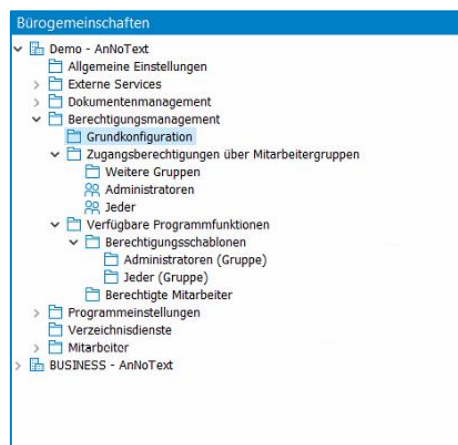 Bürogemeinschaften
Demo - AnNoText
Allgemeine Einstellungen
Externe Services
Dokumentenmanagement
Berechtigungsmanagement
Grundkonfiguration
Zugangsberechtigungen über Mitarbeitergruppen
Weitere Gruppen
Administratoren
Jeder
Verfügbare Programmfunktionen
Berechtigungsschablonen
Administratoren (Gruppe)
Jeder (Gruppe)
Berechtigte Mitarbeiter
Programmeinstellungen
Verzeichnisdienste
Mitarbeiter
BUSINESS - AnNoText